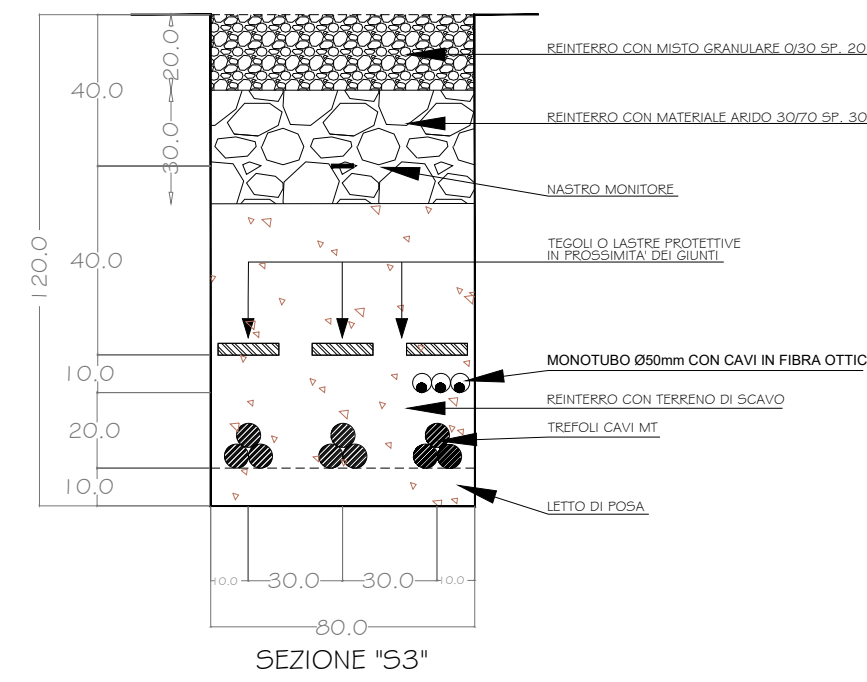 20.0
REINTERRO CON MISTO GRANULARE 0/30 SP. 20
40.0
REINTERRO CON MATERIALE ARIDO 30/70 SP. 30
30.0
NASTRO MONITORE
TEGOLI O LASTRE PROTETTIVE
IN PROSSIMITA' DEI GIUNTI
120.0
40.0
MONOTUBO Ø50mm CON CAVI IN FIBRA OTTIC
10.0
REINTERRO CON TERRENO DI SCAVO
20.0
TREFOLI CAVI MT
10.0
LETTO DI POSA
10.0
30.0
30.0
10.0
80.0
SEZIONE "S3"